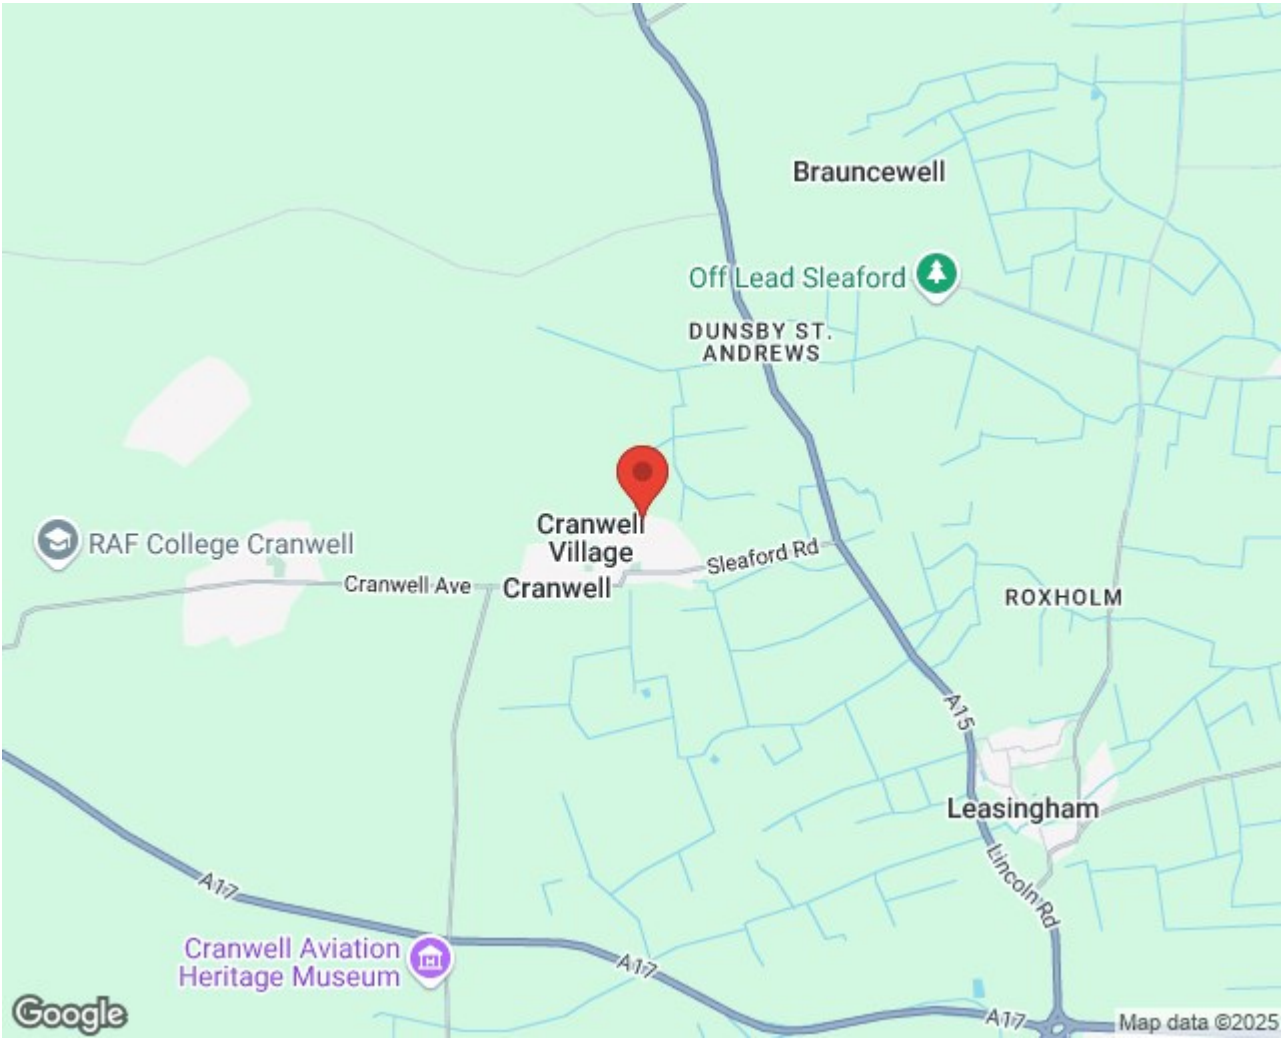 Brauncewell
Off Lead Sleaford
DUNSBY ST.
ANDREWS
Cranwell
Village
RAF College Cranwell
Sleaford Rd
Cranwell Ave
Cranwell
ROXHOLM
A15
Leasingham
Lincoln Rd
A17
Cranwell Aviation
Heritage Museum
A17
A17
Google
Map data ©2025